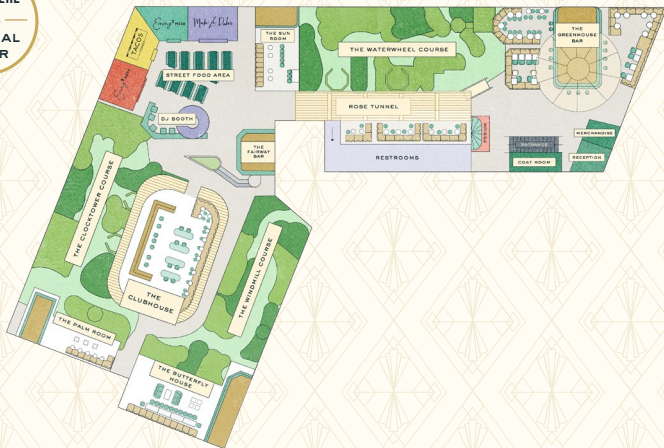 AL
R
TACOS
STREET FOOD AREA
DJ BOOTH
THE SUN
ROOM
THE WATERWHEEL COURSE
THE
GREENHOUSE
BAR
ROSE TUNNEL
RESTROOMS
PODIUM
ENTRANCE
COAT ROOM
MERCHANDISE
RECEPTION
THE
FAIRWAY
BAR
THE CLOCKTOWER COURSE
THE
CLUBHOUSE
THE WINDMILL COURSE
THE PALM ROOM
THE BUTTERFLY
HOUSE